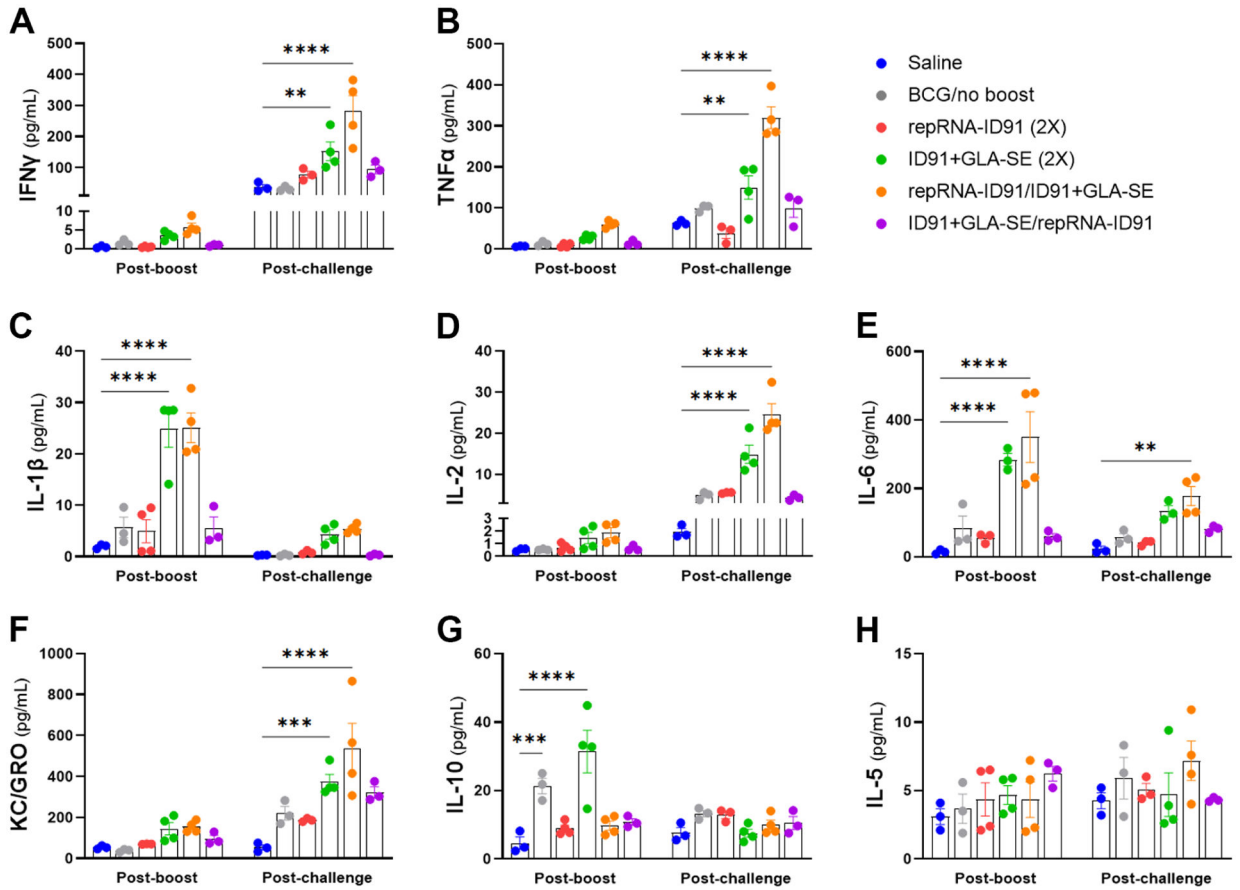 A
IFNγ (pg/mL)
500
400
300
200
100
10
5
0
****
**
Post-boost
Post-challenge
B
TNFα (pg/mL)
500
400
300
200
100
0
****
**
Post-boost
Post-challenge
Saline
BCG/no boost
repRNA-ID91 (2X)
ID91+GLA-SE (2X)
repRNA-ID91/ID91+GLA-SE
ID91+GLA-SE/repRNA-ID91
C
IL-1β (pg/mL)
40
30
20
10
0
****
****
Post-boost
Post-challenge
D
IL-2 (pg/mL)
40
30
20
10
3
2
1
0
****
****
Post-boost
Post-challenge
E
IL-6 (pg/mL)
600
400
200
0
****
****
**
Post-boost
Post-challenge
F
KC/GRO (pg/mL)
1000
800
600
400
200
0
****
***
Post-boost
Post-challenge
G
IL-10 (pg/mL)
60
40
20
0
****
***
Post-boost
Post-challenge
H
IL-5 (pg/mL)
15
10
5
0
Post-boost
Post-challenge